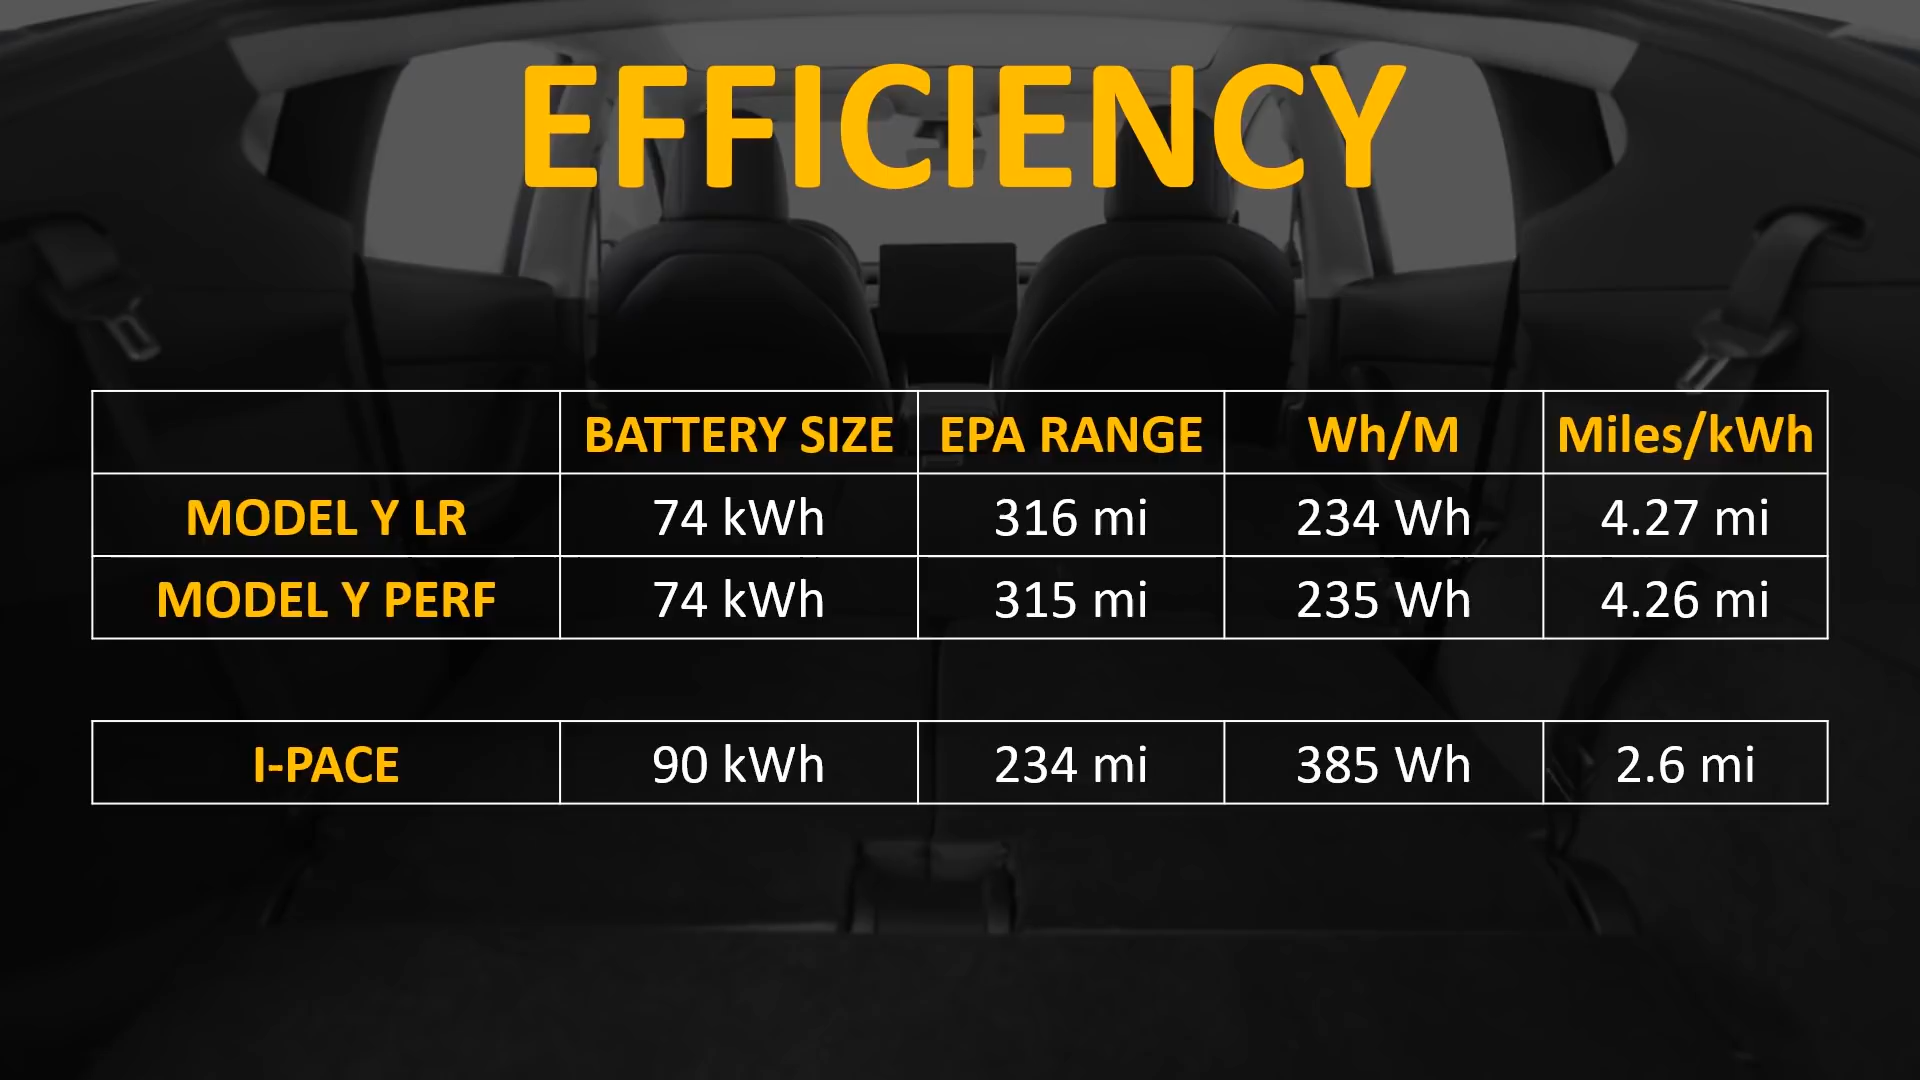 EFFICIENCY
BATTERY SIZE EPA RANGE Wh/M Miles/kWh
MODEL Y LR 74 kWh 316 mi 234 Wh 4.27 mi
MODEL Y PERF 74 kWh 315 mi 235 Wh 4.26 mi
I-PACE 90 kWh 234 mi 385 Wh 2.6 mi